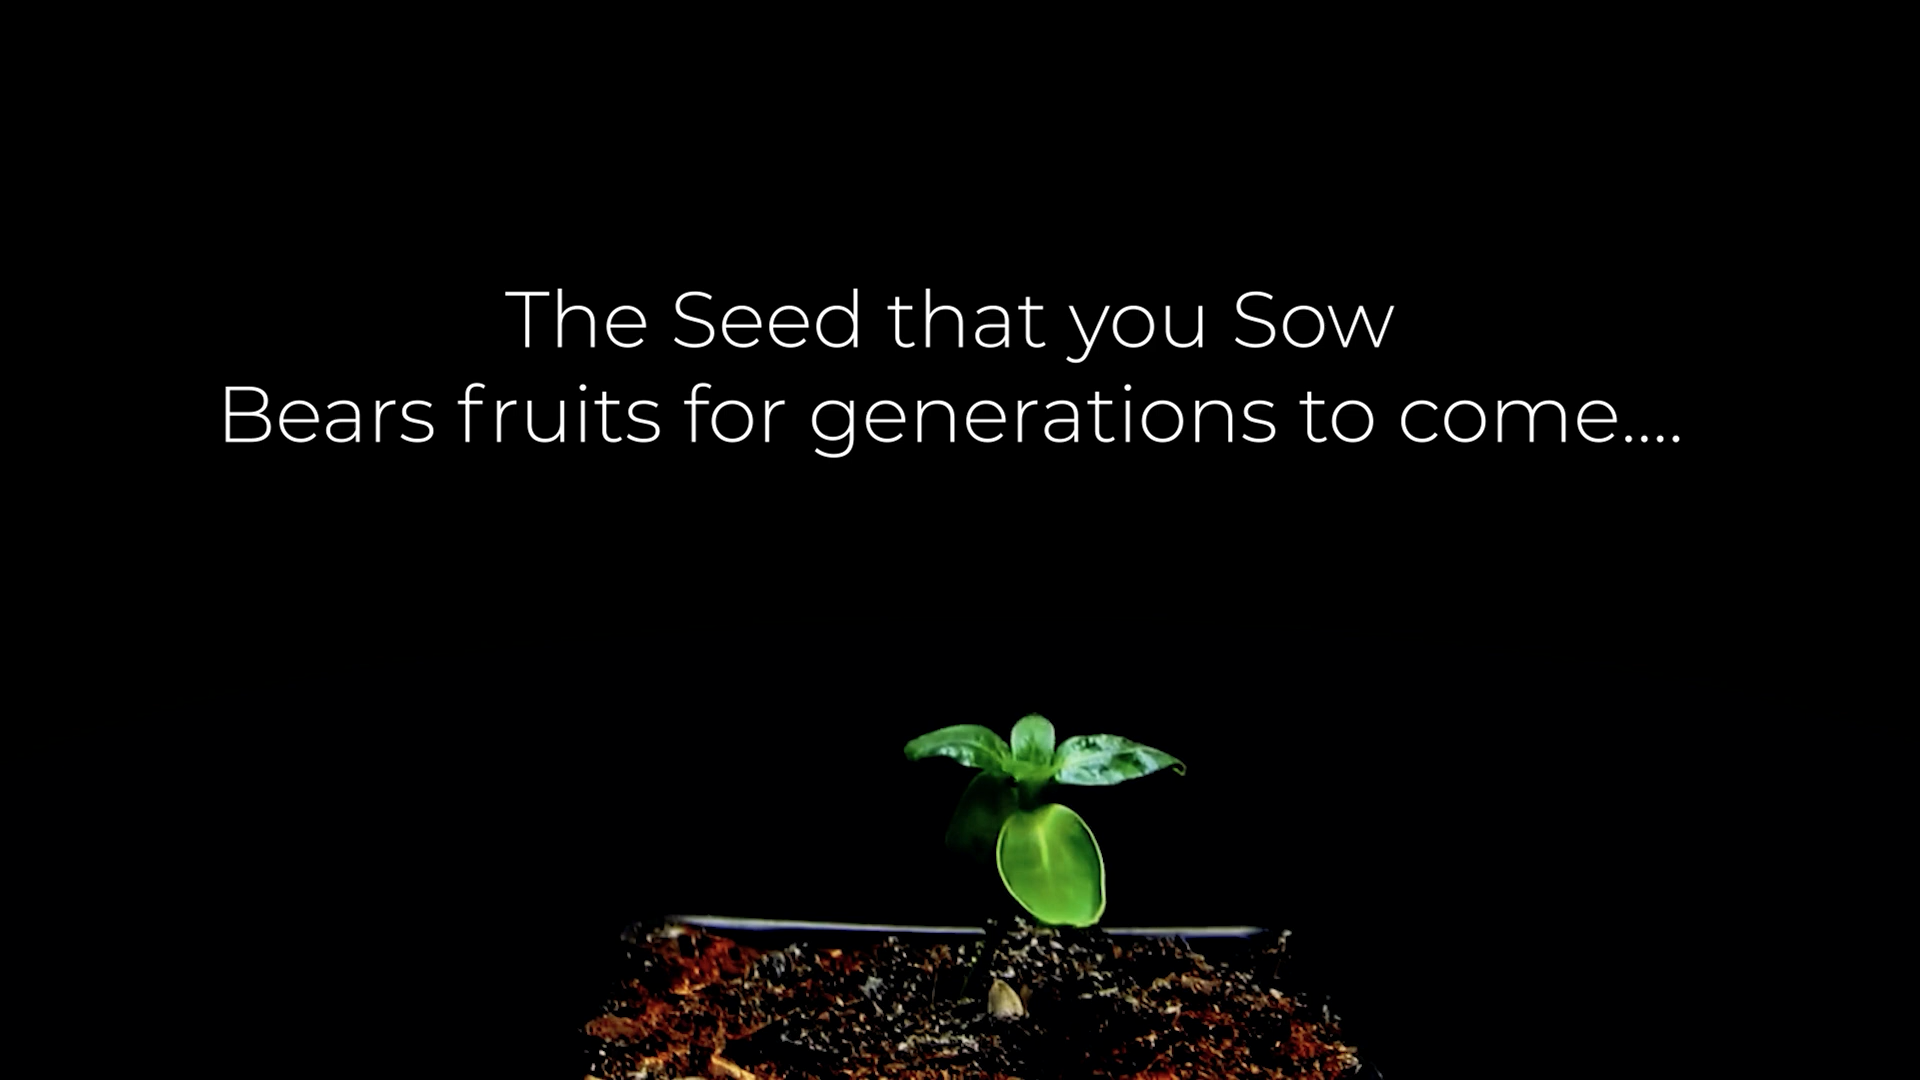 The Seed that you Sow
Bears fruits for generations to come....